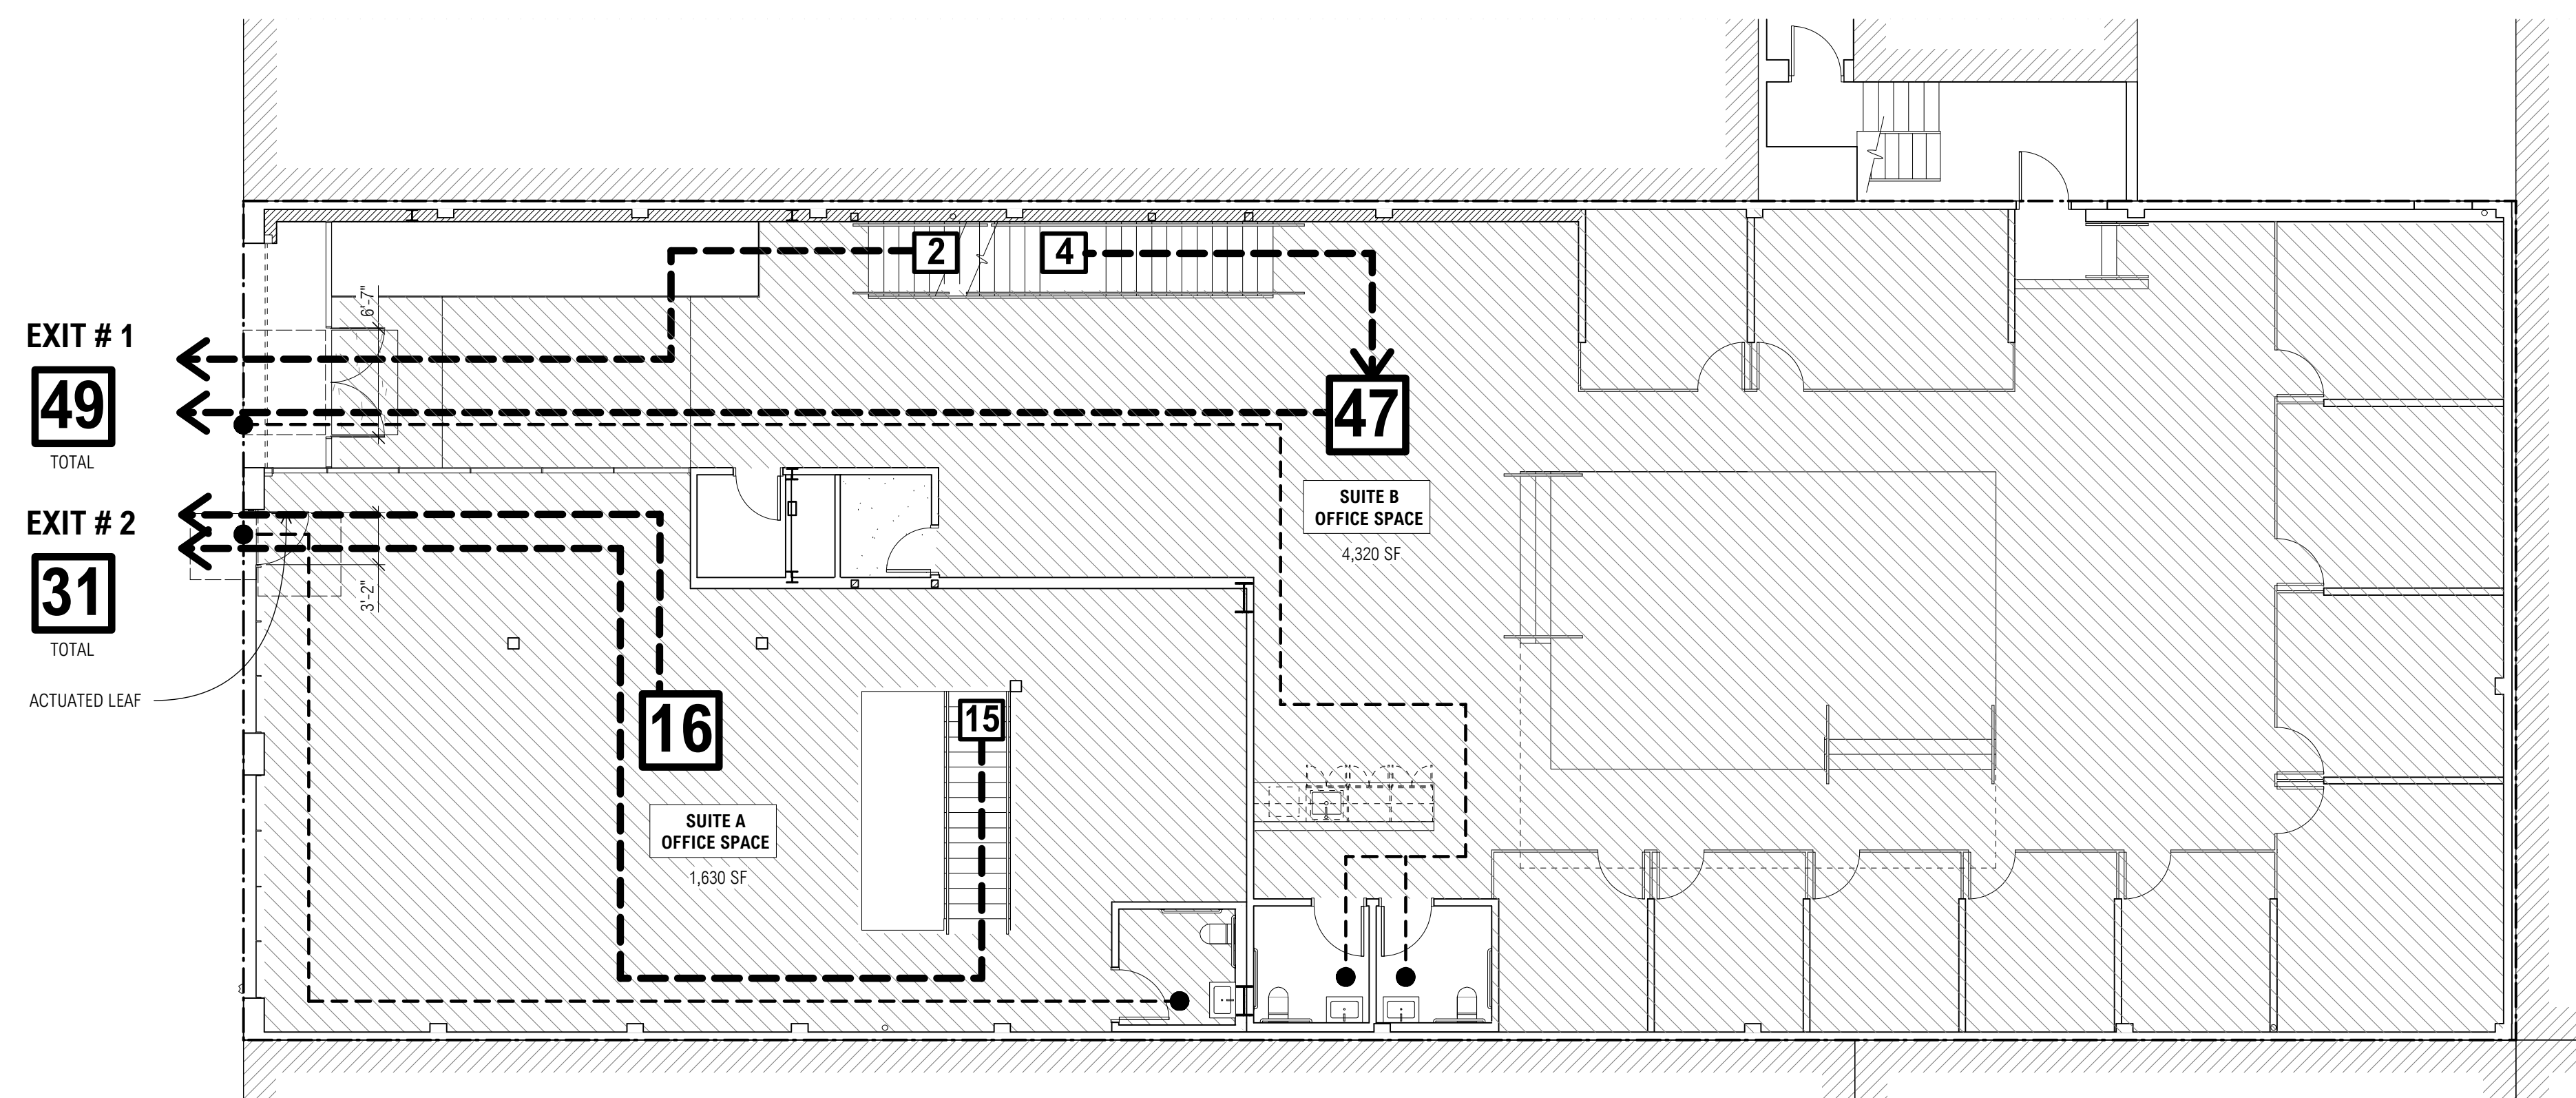 2
4
6'-7"
EXIT # 1
49
TOTAL
47
SUITE B
OFFICE SPACE
4,320 SF
EXIT # 2
31
TOTAL
3'-2"
ACTUATED LEAF
16
15
SUITE A
OFFICE SPACE
1,630 SF